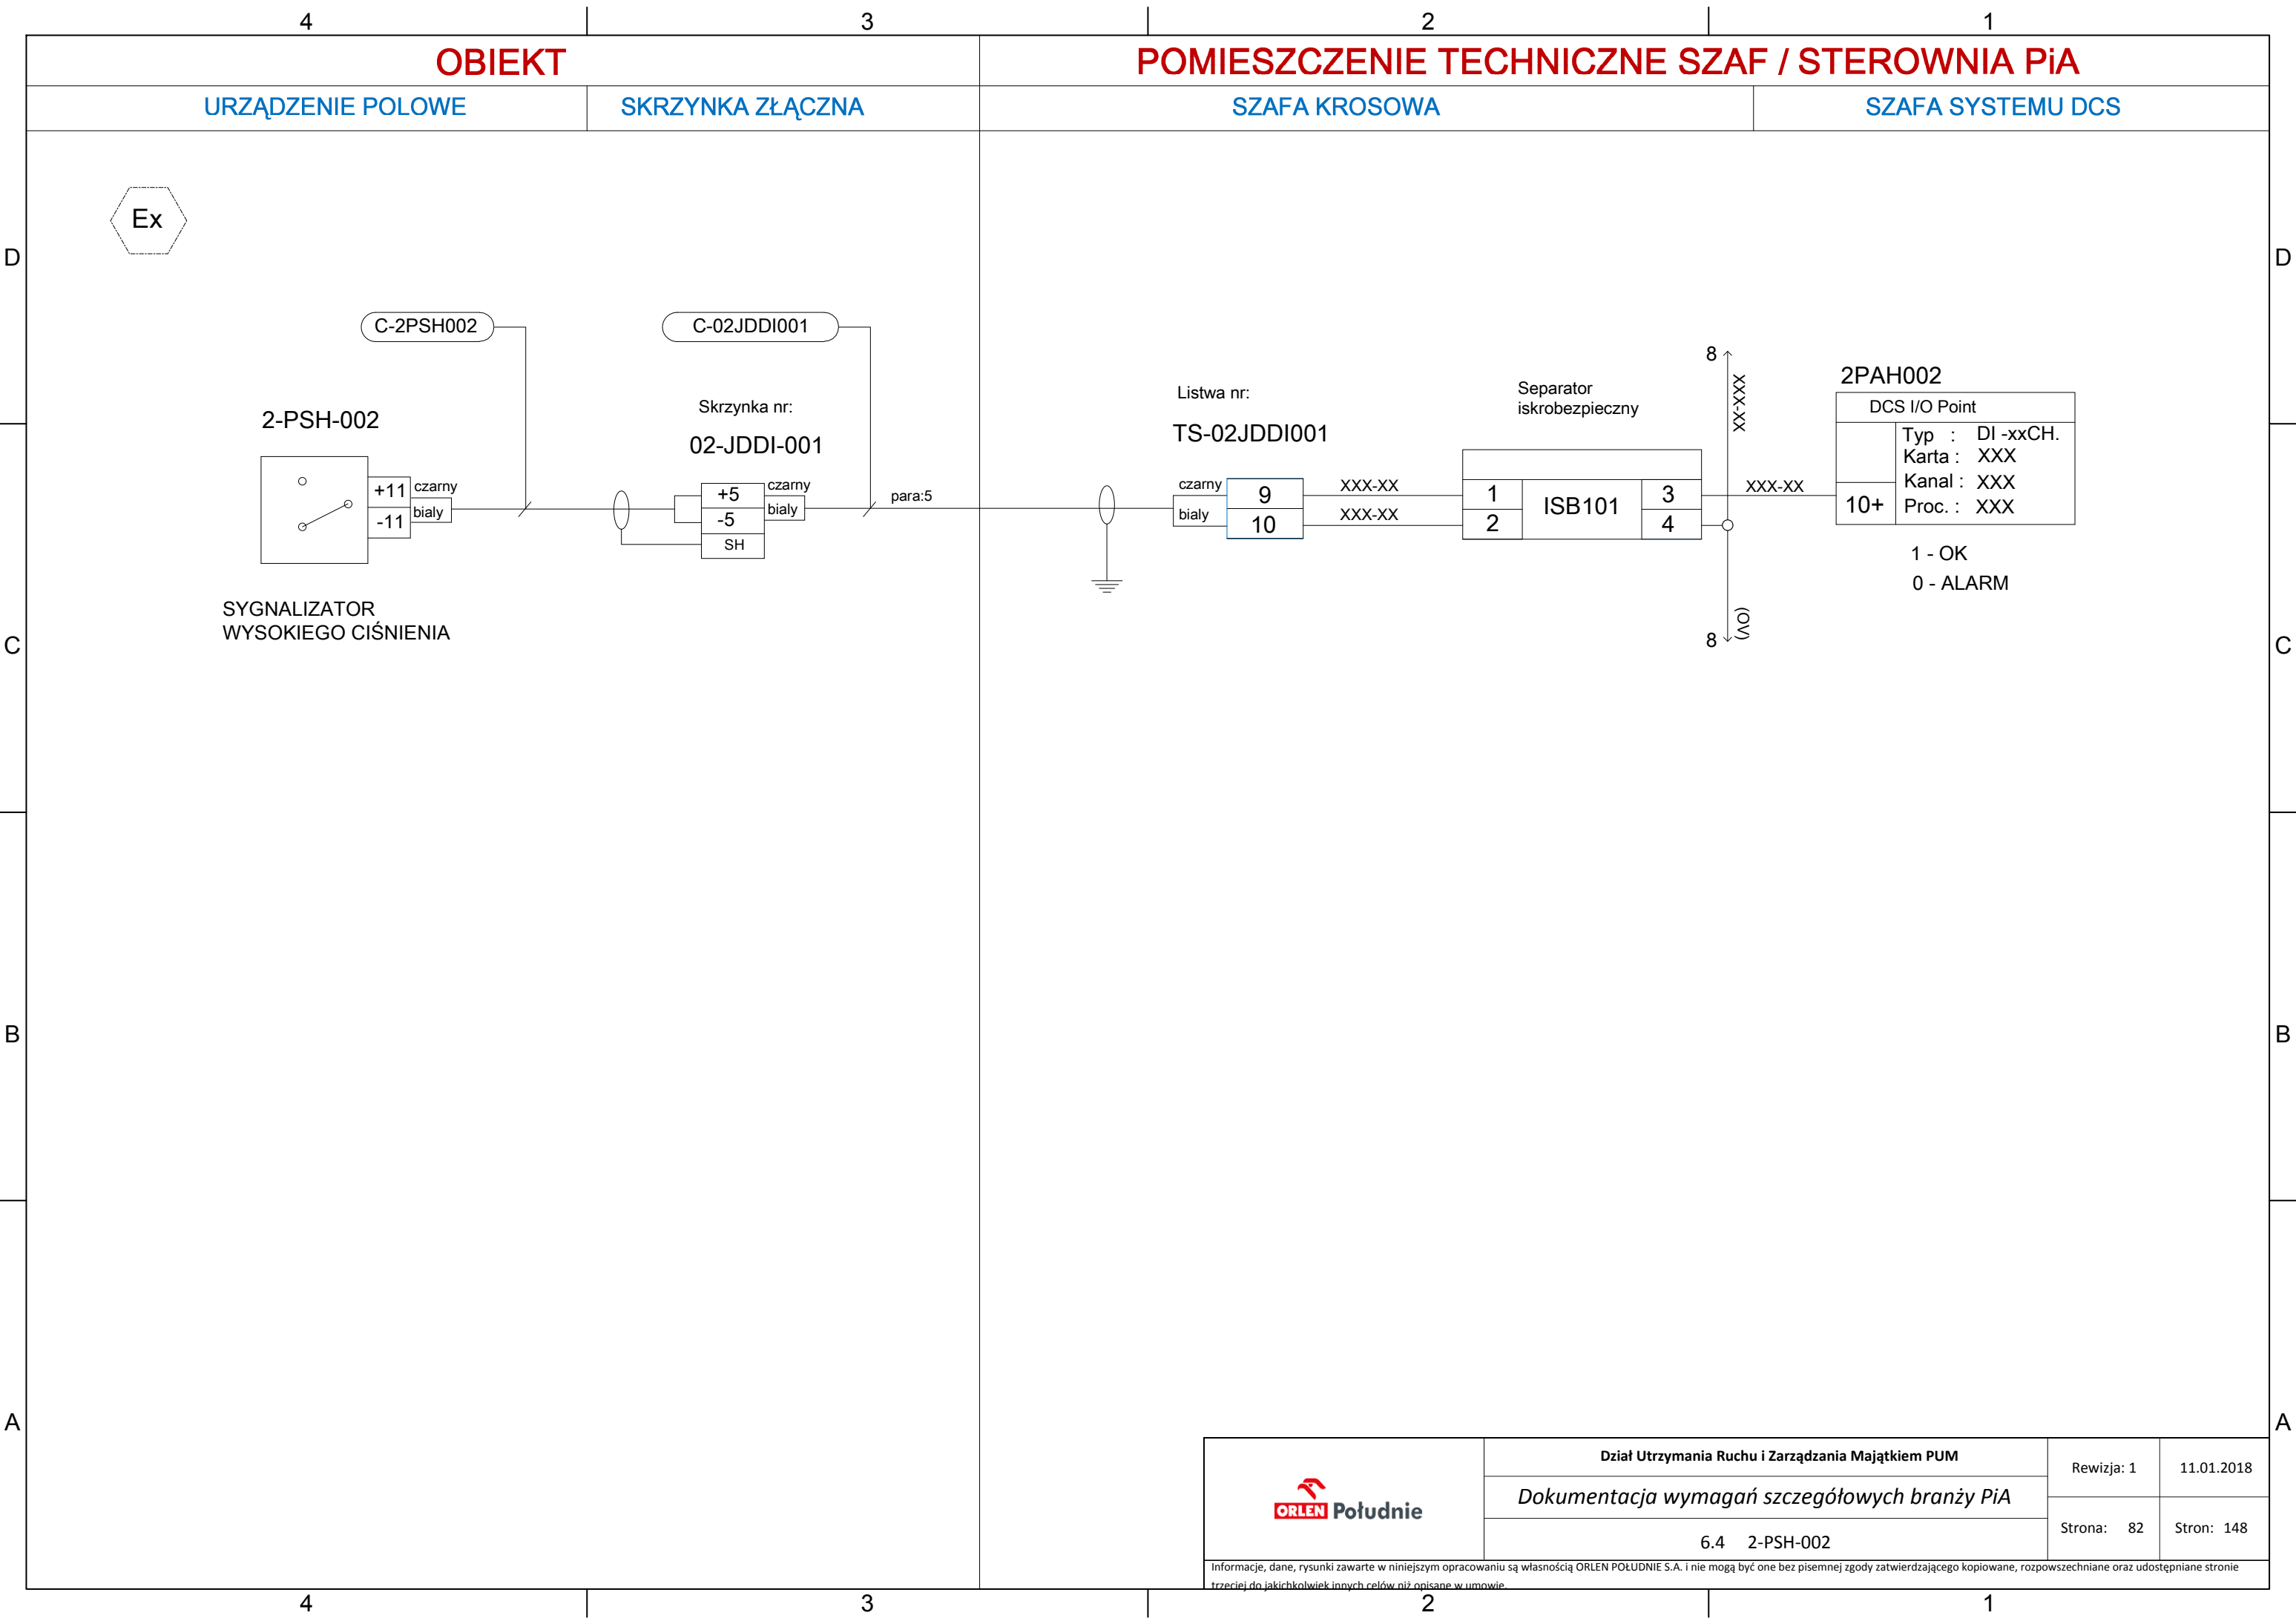 4 3 2 1
OBIEKT
POMIESZCZENIE TECHNICZNE SZAF / STEROWNIA PiA
URZĄDZENIE POLOWE
SKRZYNKA ZŁĄCZNA
SZAFA KROSOWA
SZAFA SYSTEMU DCS
Ex
D
D
C-2PSH002
C-02JDDI001
2-PSH-002
+11
-11
czarny
bialy
SYGNALIZATOR
WYSOKIEGO CIŚNIENIA
Skrzynka nr:
02-JDDI-001
+5
-5
SH
czarny
bialy
para:5
Listwa nr:
TS-02JDDI001
czarny
bialy
9
10
XXX-XX
XXX-XX
Separator
iskrobezpieczny
1
2
ISB101
3
4
8
XXX-XX
XXX-XX
(OV)
8
2PAH002
DCS I/O Point
Typ : DI -xxCH.
Karta : XXX
Kanal : XXX
10+
Proc. : XXX
1 - OK
0 - ALARM
C
C
B
B
A
A
ORLEN Południe
Dział Utrzymania Ruchu i Zarządzania Majątkiem PUM
Dokumentacja wymagań szczegółowych branży PiA
6.4 2-PSH-002
Rewizja: 1
11.01.2018
Strona: 82
Stron: 148
Informacje, dane, rysunki zawarte w niniejszym opracowaniu są własnością ORLEN POŁUDNIE S.A. i nie mogą być one bez pisemnej zgody zatwierdzającego kopiowane, rozpowszechniane oraz udostępniane stronie
trzeciej do jakichkolwiek innych celów niż opisane w umowie.
4 3 2 1